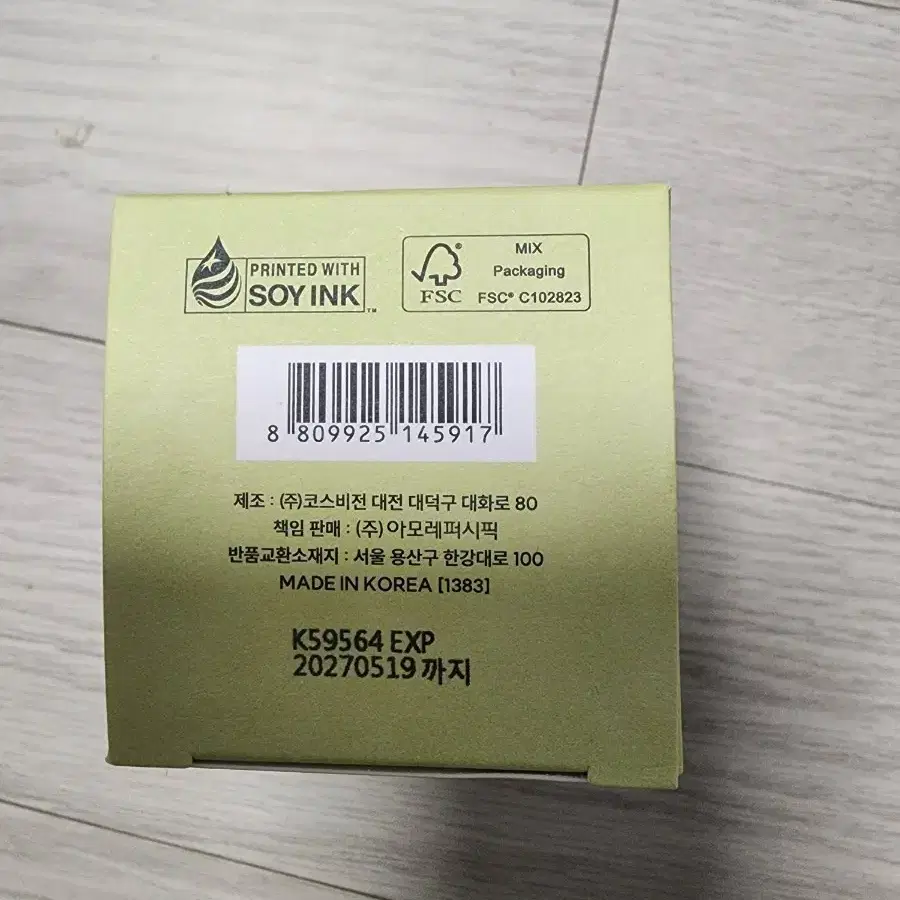 PRINTED WITH
SOY INK
™
FSC
®
MIX
Packaging
FSC® C102823
8 809925 145917
제조 : (주)코스비전 대전 대덕구 대화로 80
책임 판매 : (주) 아모레퍼시픽
반품교환소재지 : 서울 용산구 한강대로 100
MADE IN KOREA [1383]
K59564 EXP
20270519 까지